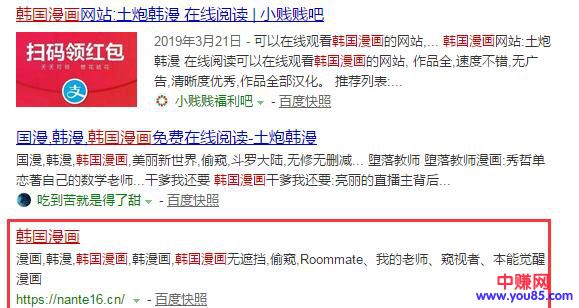 韩国漫画网站:土炮韩漫 在线阅读 | 小贱贱吧
扫码领红包
支
2019年3月21日 - 可以在线观看韩国漫画的网站,... 韩国漫画网站:土炮
韩漫 在线阅读可以在线看韩国漫画的网站, 作品全,速度不错,无广
告,清晰度优秀,作品全部汉化。 推荐列表:...
小贱贱福利吧 - 百度快照
国漫,韩漫,韩国漫画免费在线阅读-土炮韩漫
国漫,韩漫,韩国漫画,美丽新世界,偷窥,斗罗大陆,无修无删减... 堕落教师 堕落教师漫画:秀哲单
恋著自己的数学老师...干爹我还要 韩国漫画干爹我还要:亮丽的直播主背后...
吃到苦就是得了甜 - 百度快照
韩国漫画
漫画,韩漫,韩国漫画,韩漫画,韩国漫画无遮挡,偷窥,Roommate、我的老师、窥视者、本能觉醒
漫画
https://nante16.cn/ - 百度快照
中赚网
www.you85.com